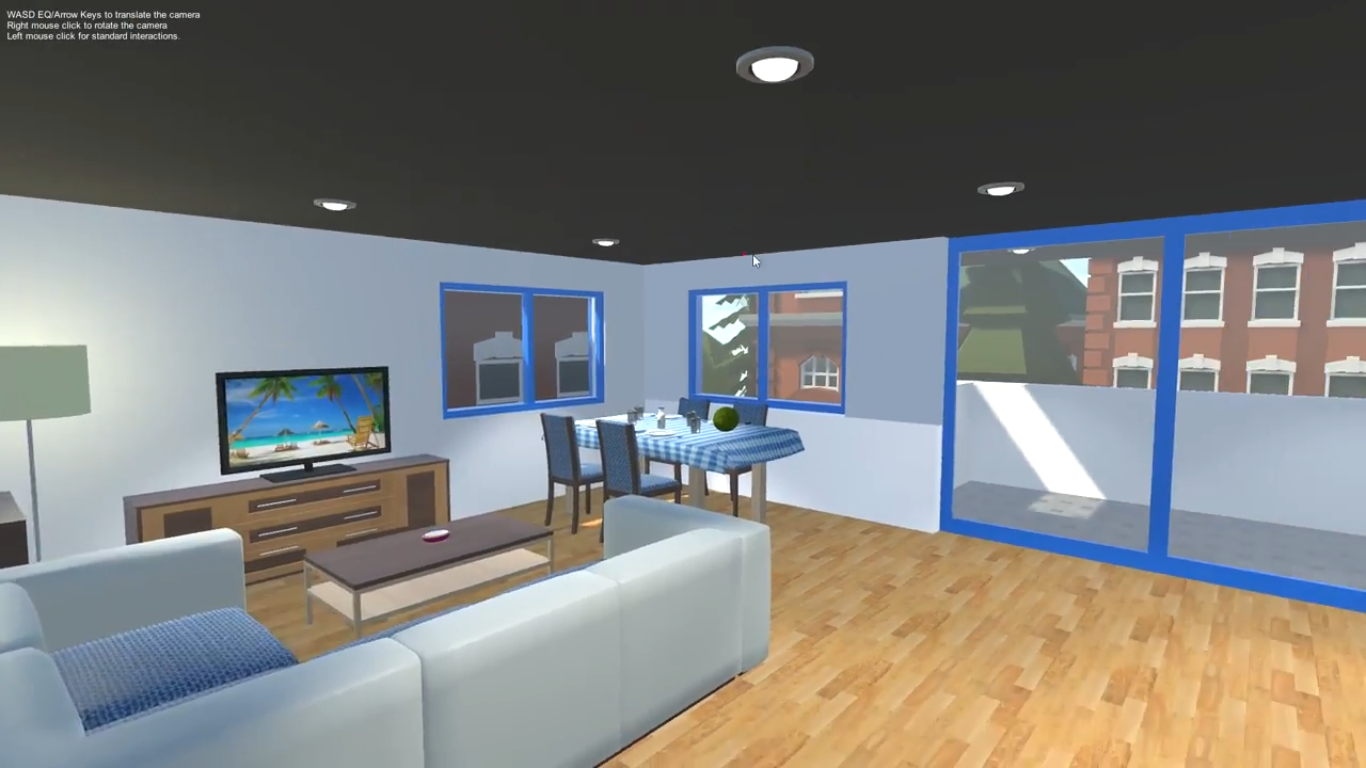 WASD EQ/Arrow Keys to translate the camera
Right mouse click to rotate the camera
Left mouse click for standard interactions.